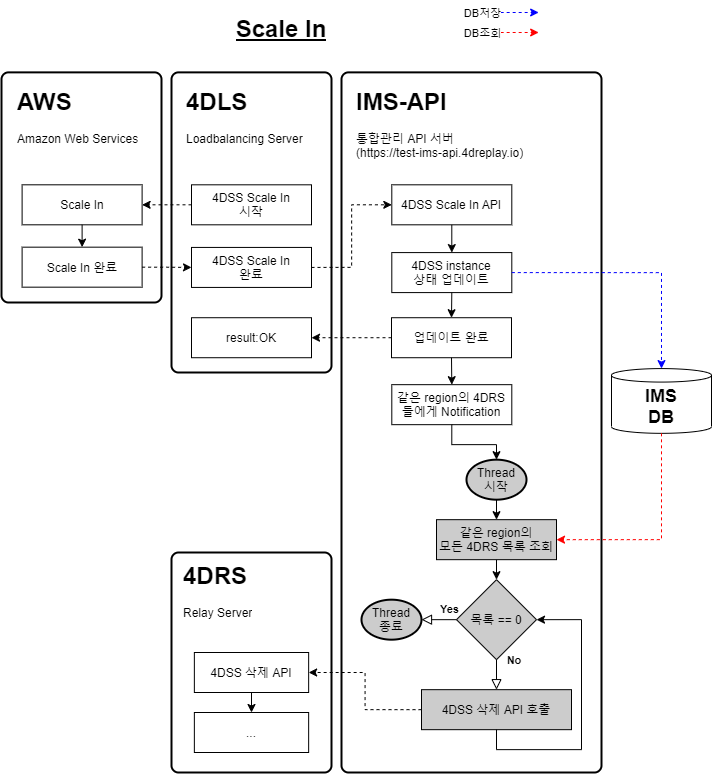 Scale In
DB저장
DB조회
AWS
Amazon Web Services
Scale In
Scale In 완료
4DLS
Loadbalancing Server
4DSS Scale In
시작
4DSS Scale In
완료
result:OK
IMS-API
통합관리 API 서버
(https://test-ims-api.4dreplay.io)
4DSS Scale In API
4DSS instance
상태 업데이트
업데이트 완료
같은 region의 4DRS
들에게 Notification
Thread
시작
같은 region의
모든 4DRS 목록 조회
목록 == 0
Yes
Thread
종료
No
4DSS 삭제 API 호출
IMS
DB
4DRS
Relay Server
4DSS 삭제 API
...